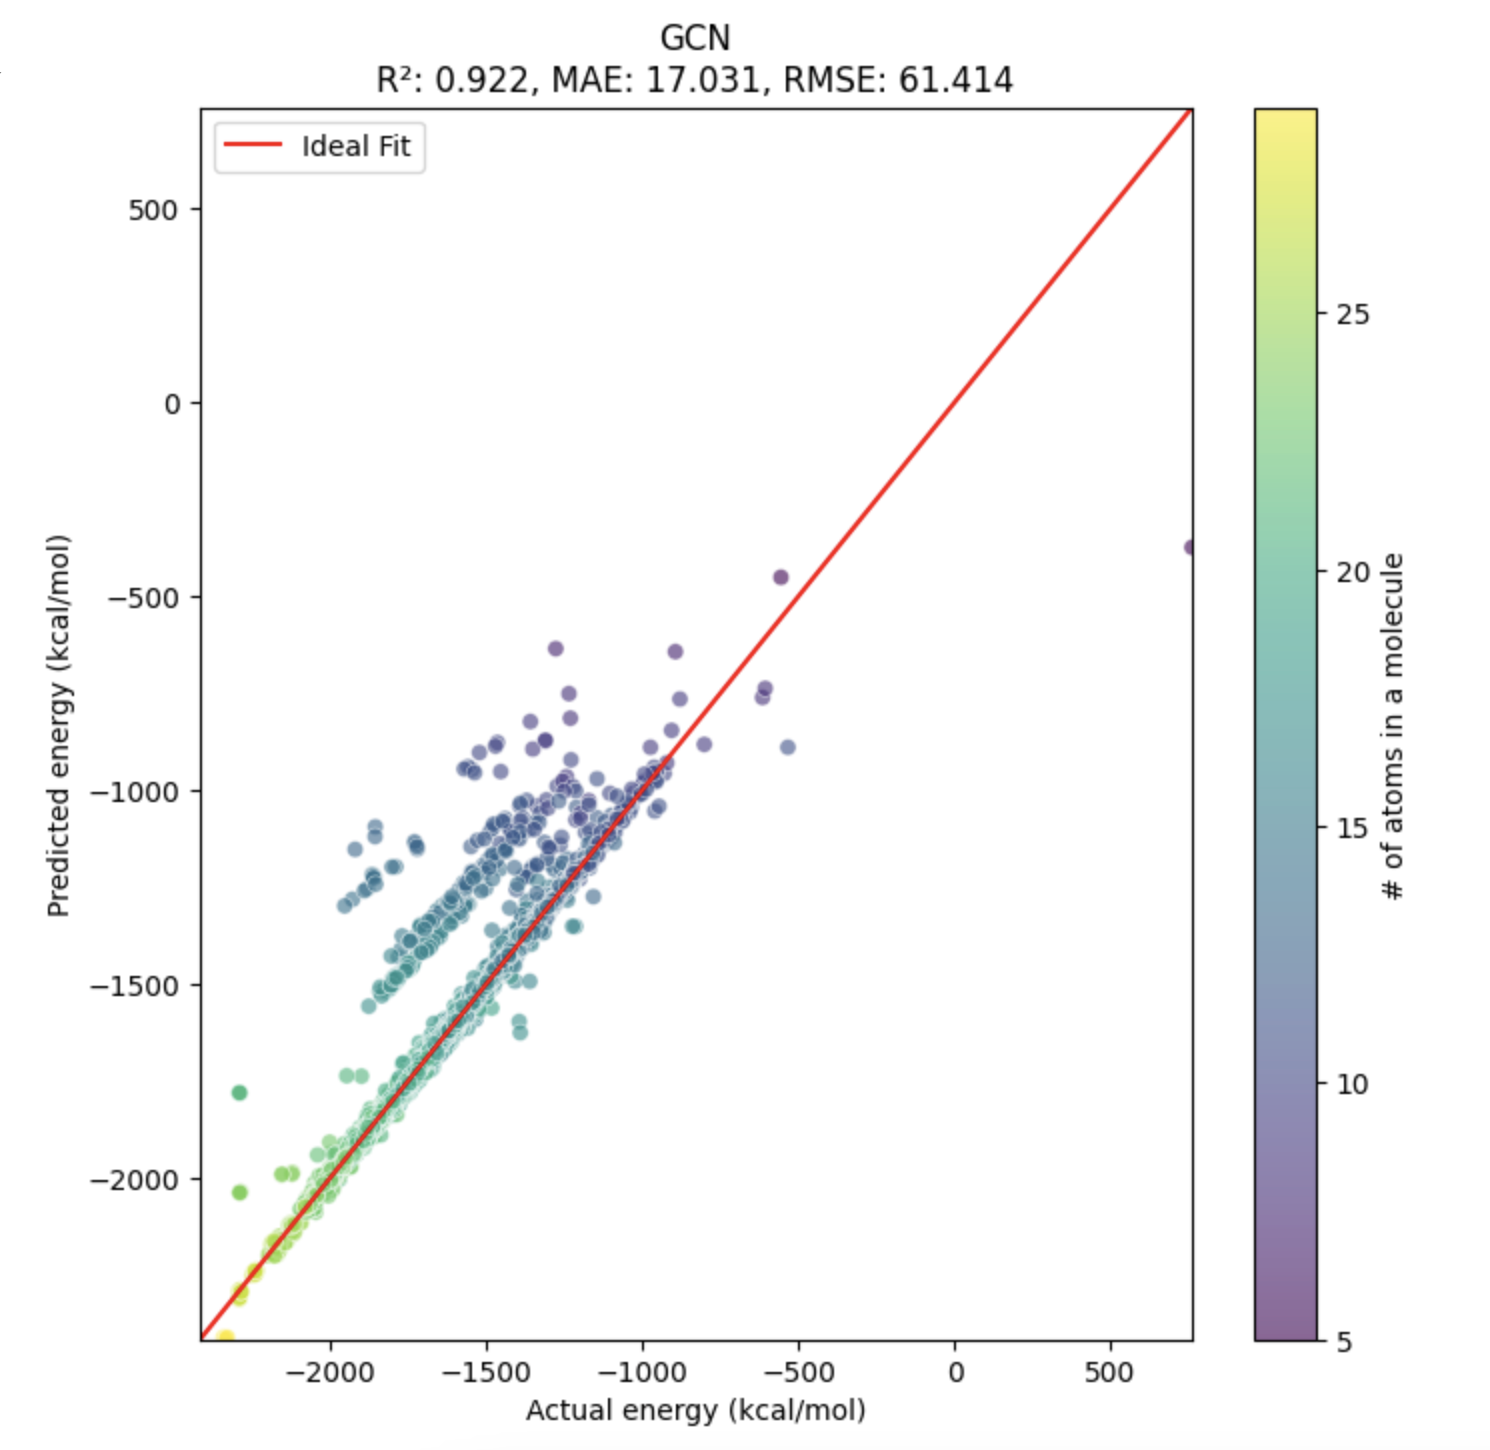 GCN
R²: 0.922, MAE: 17.031, RMSE: 61.414
Ideal Fit
500
0
−500
−1000
−1500
−2000
Predicted energy (kcal/mol)
−2000
−1500
−1000
−500
0
500
Actual energy (kcal/mol)
25
20
15
10
5
# of atoms in a molecule